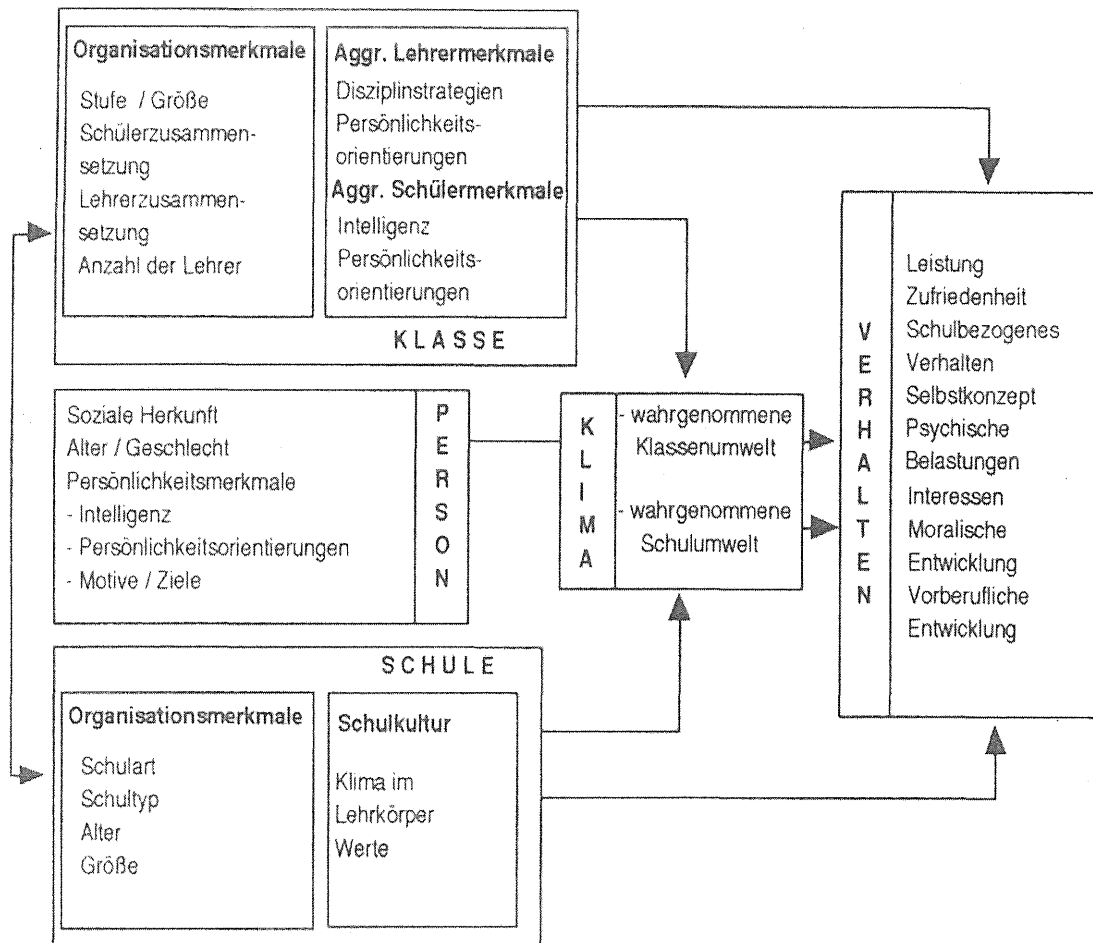 Organisationsmerkmale
Stufe / Größe
Schülerzusammen-
setzung
Lehrerzusammen-
setzung
Anzahl der Lehrer
Aggr. Lehrermerkmale
Disziplinstrategien
Persönlichkeits-
orientierungen
Aggr. Schülermerkmale
Intelligenz
Persönlichkeits-
orientierungen
KLASSE
Soziale Herkunft
Alter / Geschlecht
Persönlichkeitsmerkmale
- Intelligenz
- Persönlichkeitsorientierungen
- Motive / Ziele
PERSON
SCHULE
Organisationsmerkmale
Schulart
Schultyp
Alter
Größe
Schulkultur
Klima im
Lehrkörper
Werte
KLIMA
- wahrgenommene
Klassenumwelt
- wahrgenommene
Schulumwelt
VERHALTEN
Leistung
Zufriedenheit
Schulbezogenes
Verhalten
Selbstkonzept
Psychische
Belastungen
Interessen
Moralische
Entwicklung
Vorberufliche
Entwicklung